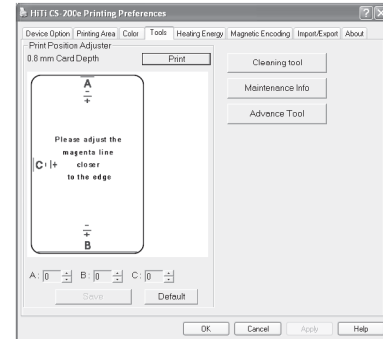 HiTi CS-200e Printing Preferences
Device Option Printing Area Color Tools Heating Energy Magnetic Encoding Import/Export About
Print Position Adjuster
0.8 mm Card Depth
Print
A
-
+
Please adjust the
magenta line
closer
to the edge
C - | +
-
+
B
A: 0 B: 0 C: 0
Save Default
Cleaning tool
Maintenance Info
Advance Tool
OK Cancel Apply Help